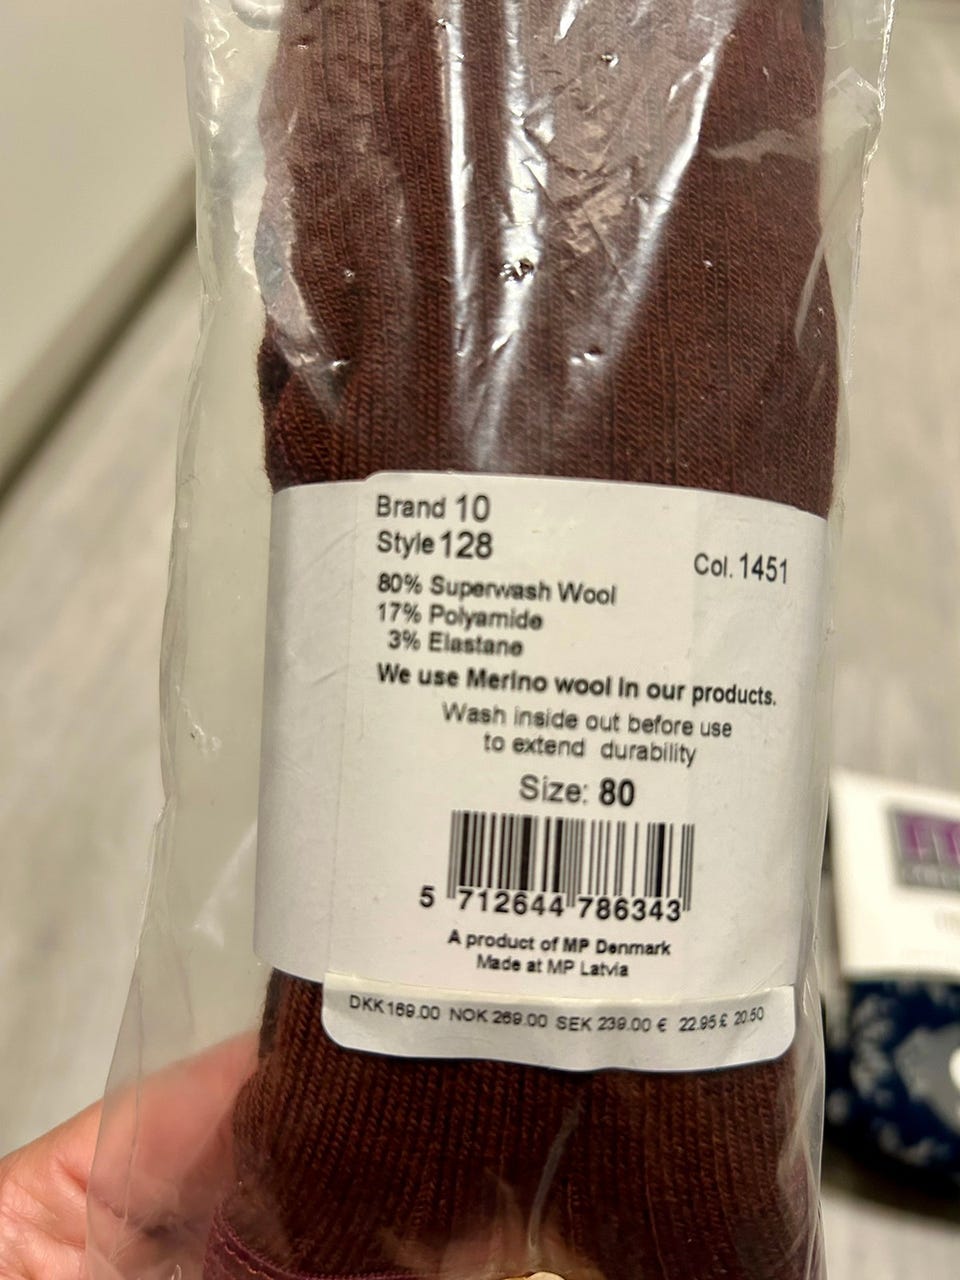 Brand 10
Style 128
Col. 1451
80% Superwash Wool
17% Polyamide
3% Elastane
We use Merino wool in our products.
Wash inside out before use
to extend durability
Size: 80
5 712644 786343
A product of MP Denmark
Made at MP Latvia
DKK 169.00 NOK 269.00 SEK 239.00 € 22.95 £ 20.50